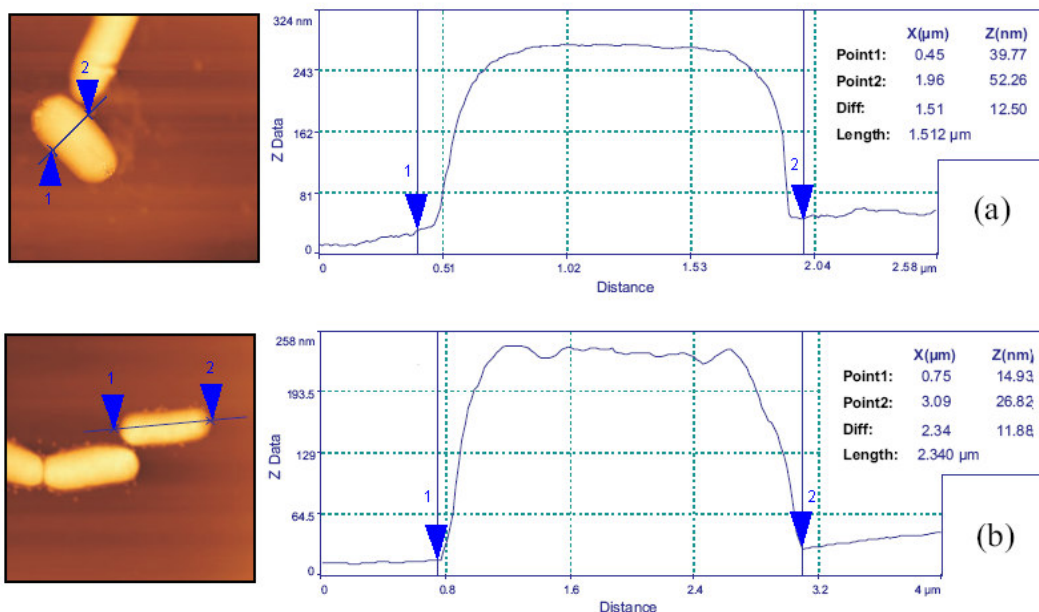 324 nm
243
162
81
0
Z Data
0
0.51
1.02
1.53
2.04
2.58 µm
Distance
1
2
1
2
X(µm) Z(nm)
Point1: 0.45 39.77
Point2: 1.96 52.26
Diff: 1.51 12.50
Length: 1.512 µm
(a)
258 nm
193.5
129
64.5
0
Z Data
0
0.8
1.6
2.4
3.2
4 µm
Distance
1
2
1
2
X(µm) Z(nm)
Point1: 0.75 14.93
Point2: 3.09 26.82
Diff: 2.34 11.88
Length: 2.340 µm
(b)